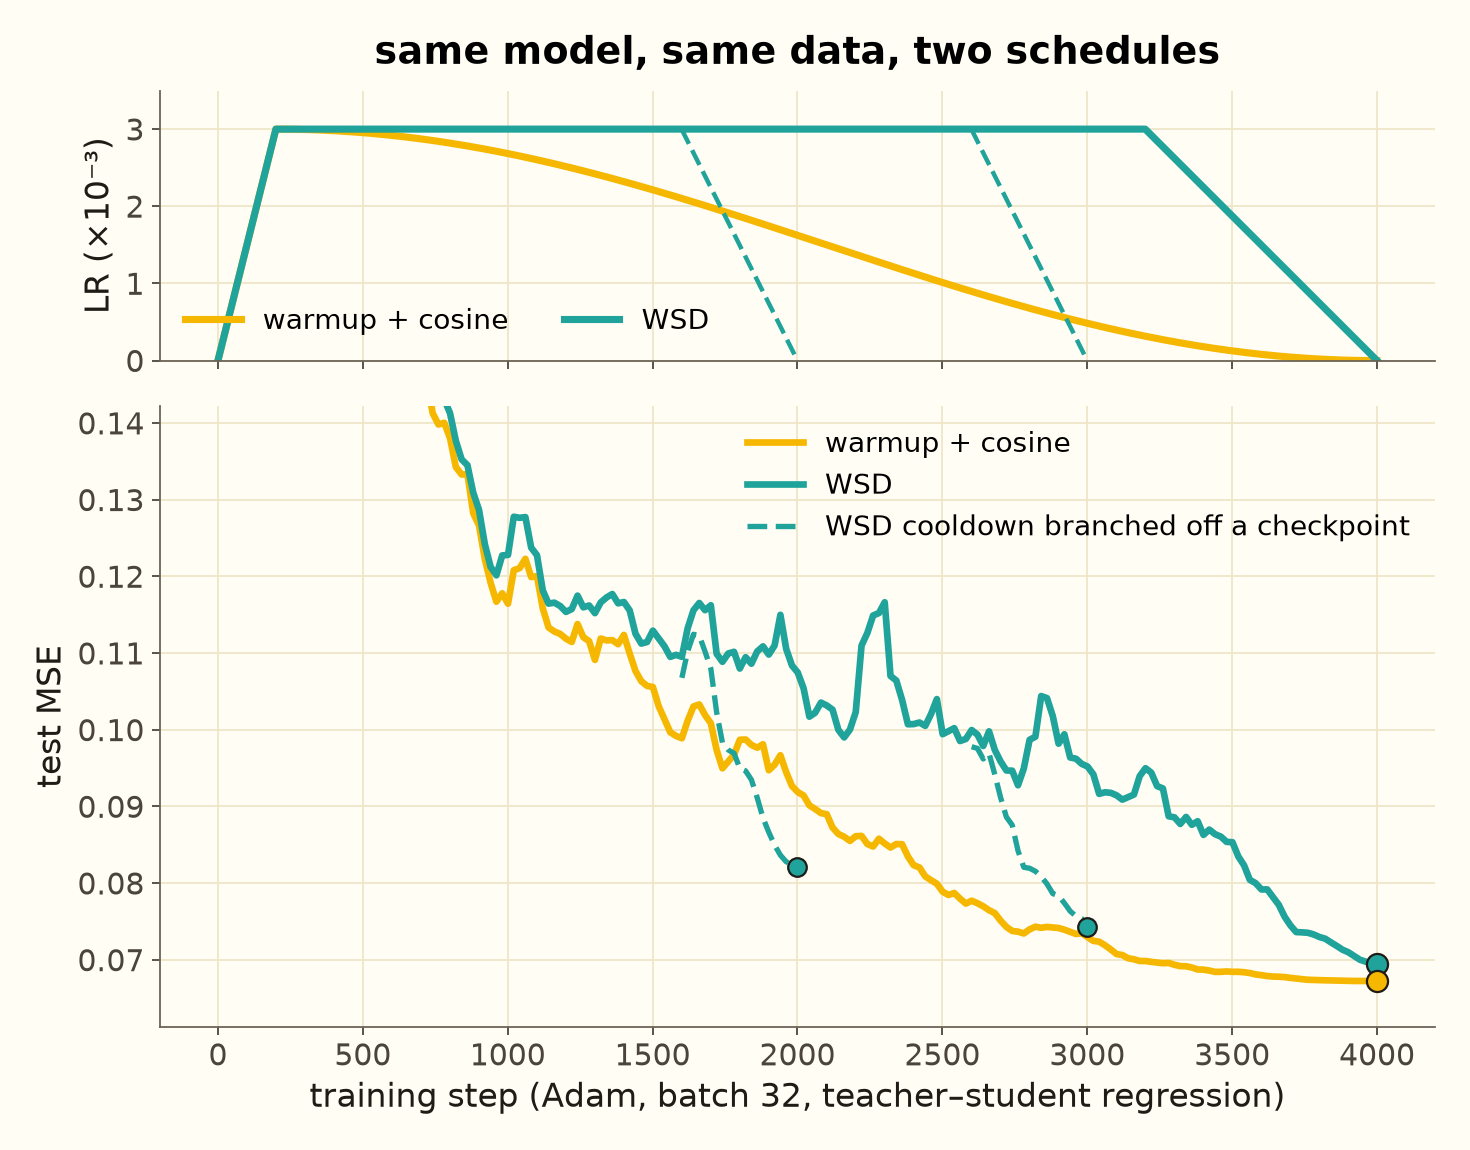 same model, same data, two schedules
LR (×10⁻³)
3
2
1
0
warmup + cosine
WSD
test MSE
0.14
0.13
0.12
0.11
0.10
0.09
0.08
0.07
warmup + cosine
WSD
WSD cooldown branched off a checkpoint
0 500 1000 1500 2000 2500 3000 3500 4000
training step (Adam, batch 32, teacher–student regression)